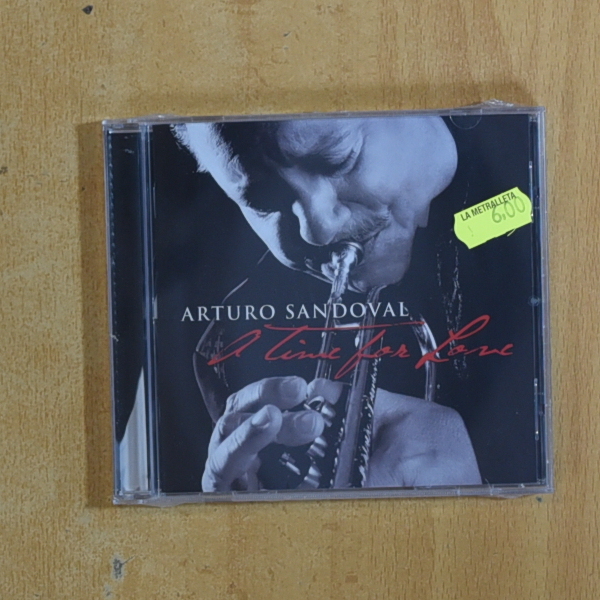 LA METRALLETA
6,00
ARTURO SANDOVAL
A Time for Love